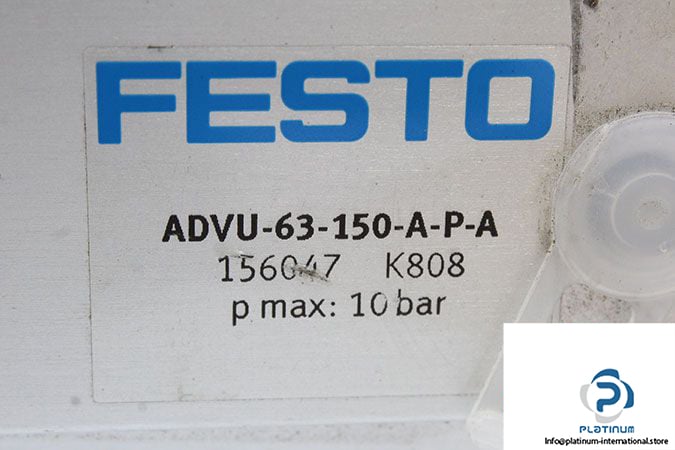 FESTO
ADVU-63-150-A-P-A
156047 K808
p max: 10 bar
PLATINUM
Info@platinum-international.store